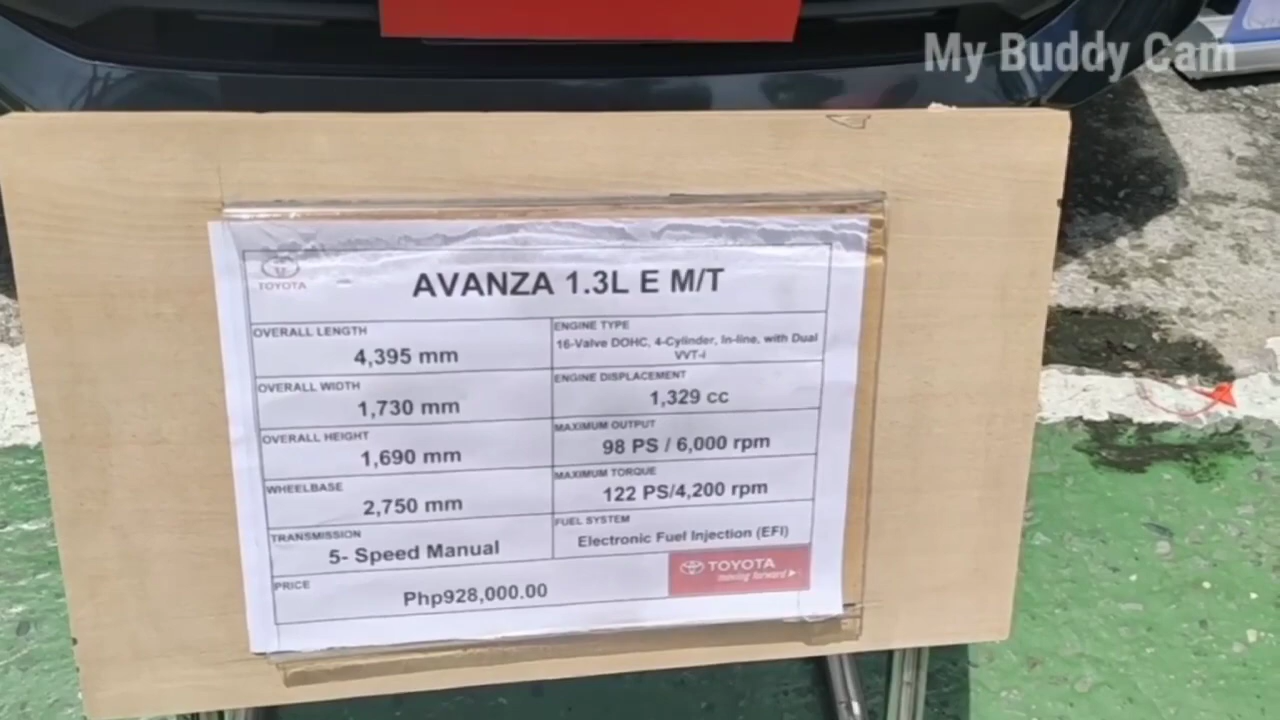 My Buddy Cam
TOYOTA
AVANZA 1.3L E M/T
OVERALL LENGTH
4,395 mm
OVERALL WIDTH
1,730 mm
OVERALL HEIGHT
1,690 mm
WHEELBASE
2,750 mm
TRANSMISSION
5- Speed Manual
ENGINE TYPE
16-Valve DOHC, 4-Cylinder, In-line, with Dual
VVT-i
ENGINE DISPLACEMENT
1,329 cc
MAXIMUM OUTPUT
98 PS / 6,000 rpm
MAXIMUM TORQUE
122 PS/4,200 rpm
FUEL SYSTEM
Electronic Fuel Injection (EFI)
PRICE
Php928,000.00
TOYOTA
moving forward